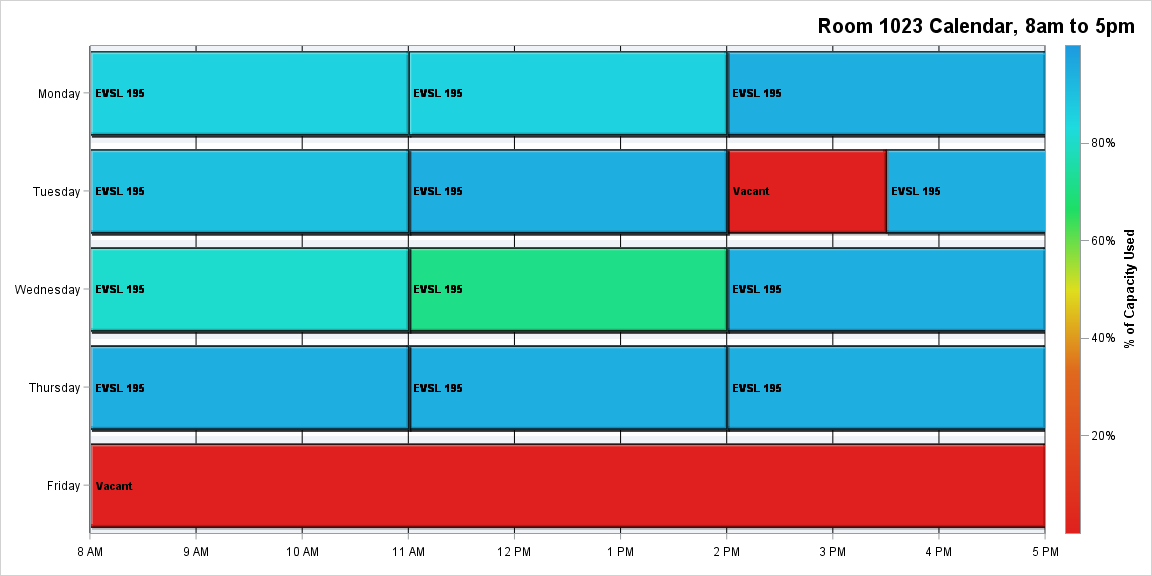 Room 1023 Calendar, 8am to 5pm
Monday
EVSL 195
EVSL 195
EVSL 195
Tuesday
EVSL 195
EVSL 195
Vacant
EVSL 195
Wednesday
EVSL 195
EVSL 195
EVSL 195
Thursday
EVSL 195
EVSL 195
EVSL 195
Friday
Vacant
8 AM
9 AM
10 AM
11 AM
12 PM
1 PM
2 PM
3 PM
4 PM
5 PM
80%
60%
40%
20%
% of Capacity Used